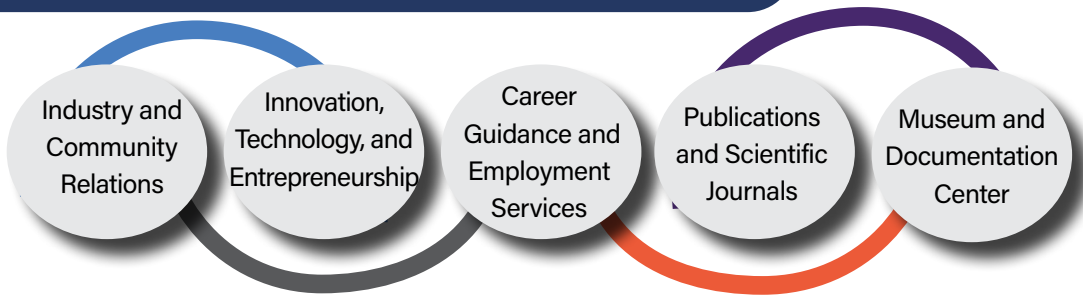 Industry and
Community
Relations
Innovation,
Technology, and
Entrepreneurship
Career
Guidance and
Employment
Services
Publications
and Scientific
Journals
Museum and
Documentation
Center